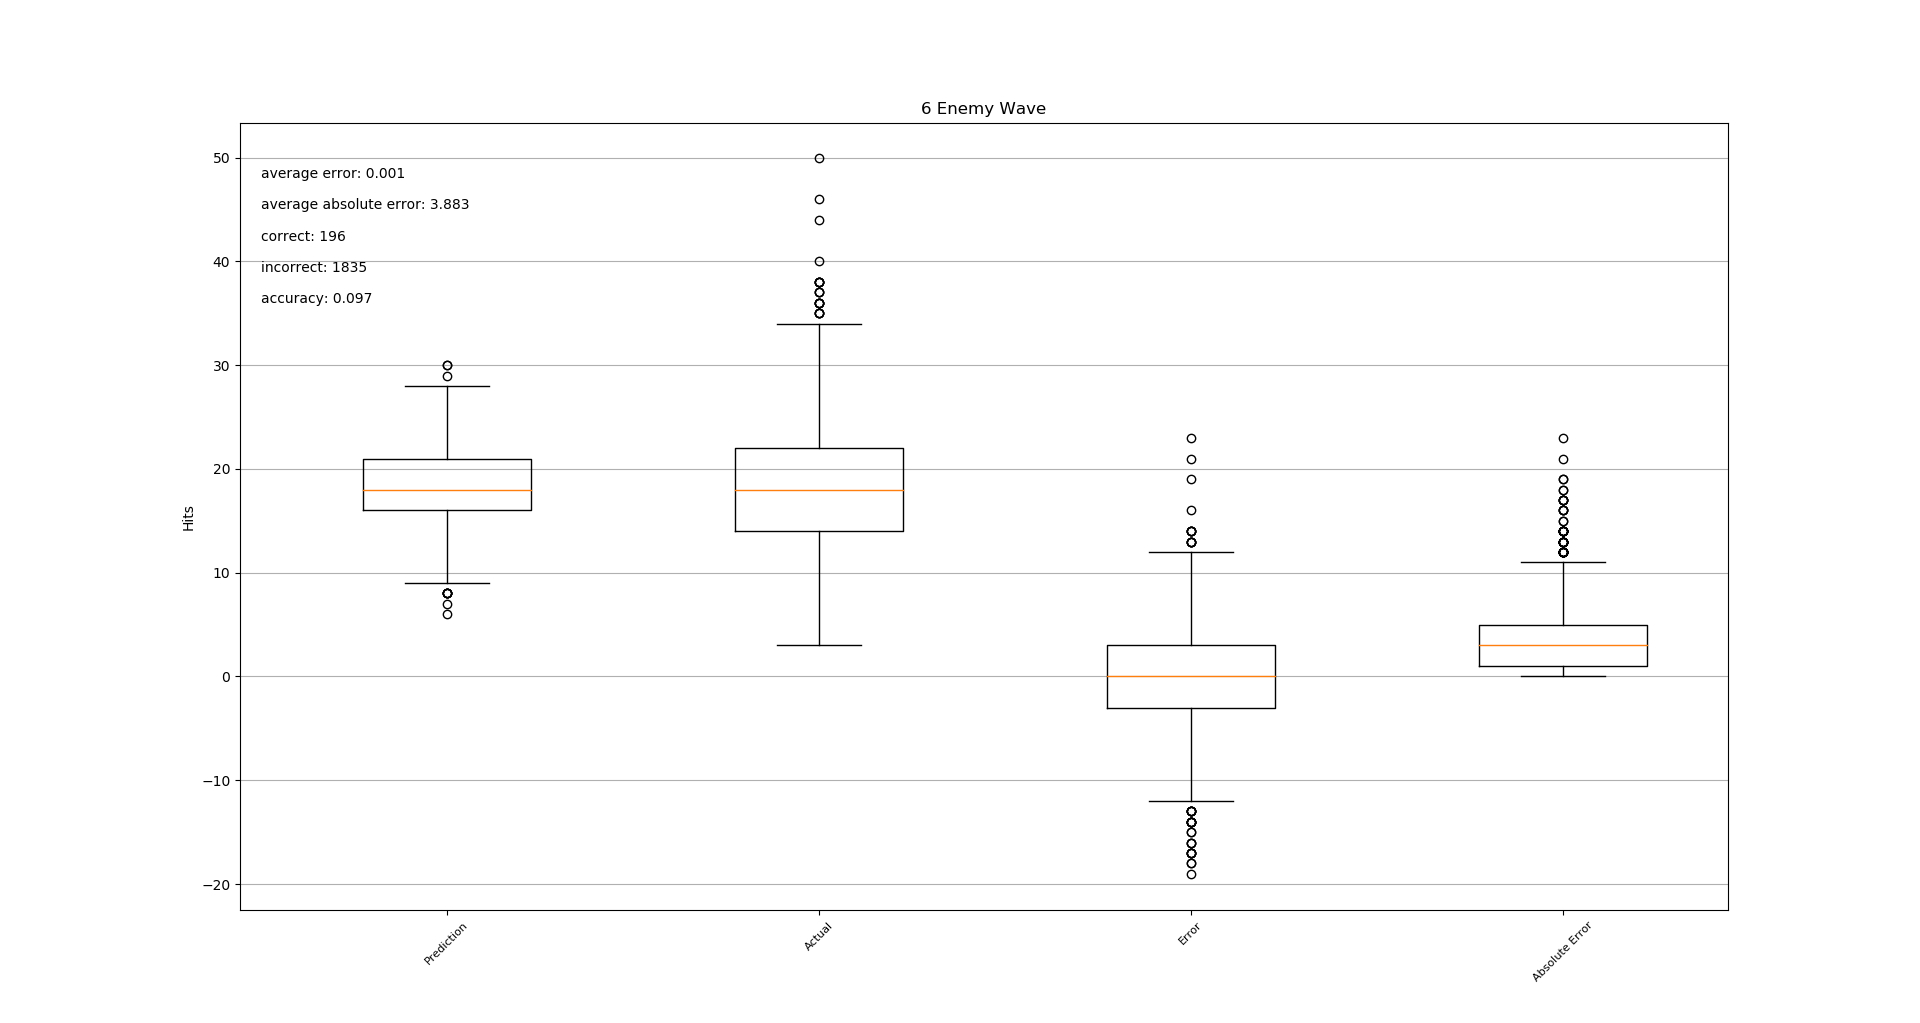 6 Enemy Wave
average error: 0.001
average absolute error: 3.883
correct: 196
incorrect: 1835
accuracy: 0.097
Hits
50
40
30
20
10
0
−10
−20
Prediction
Actual
Error
Absolute Error